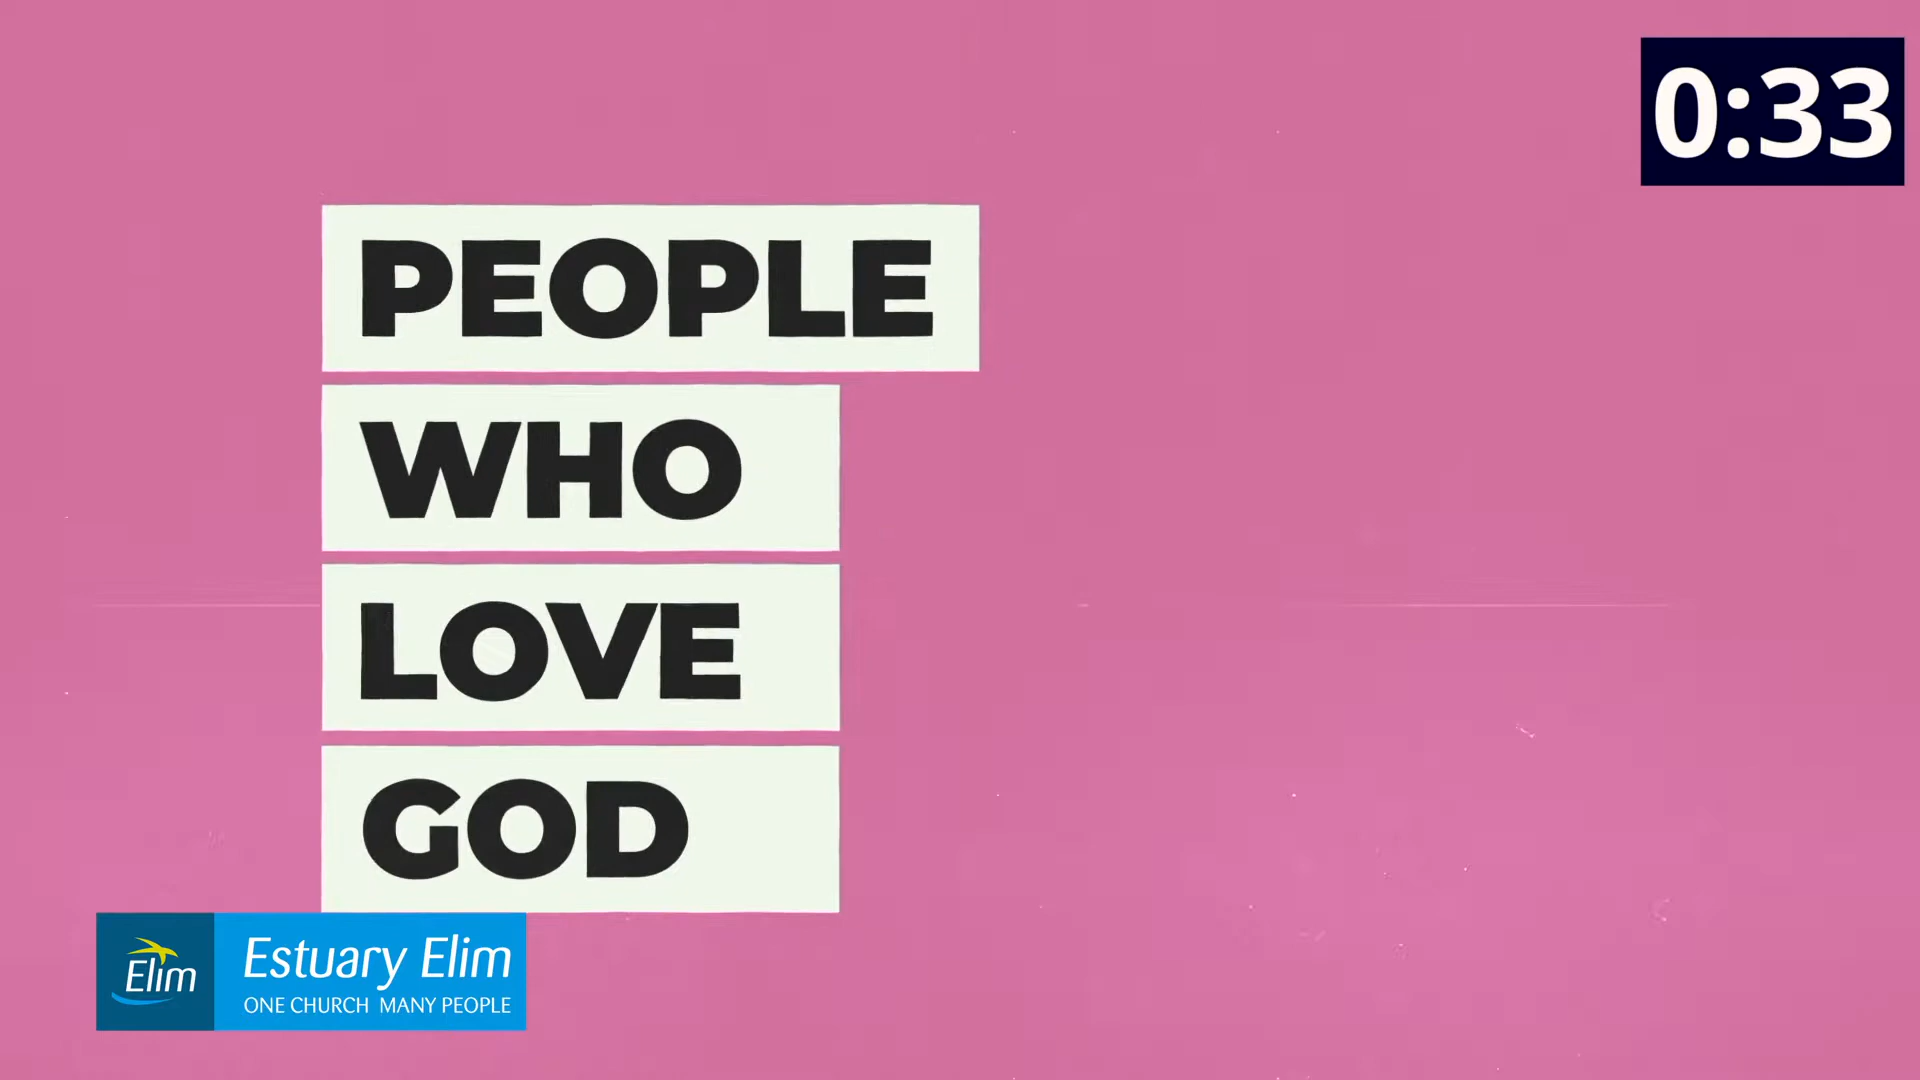 0:33
PEOPLE
WHO
LOVE
GOD
Elim
Estuary Elim
ONE CHURCH MANY PEOPLE